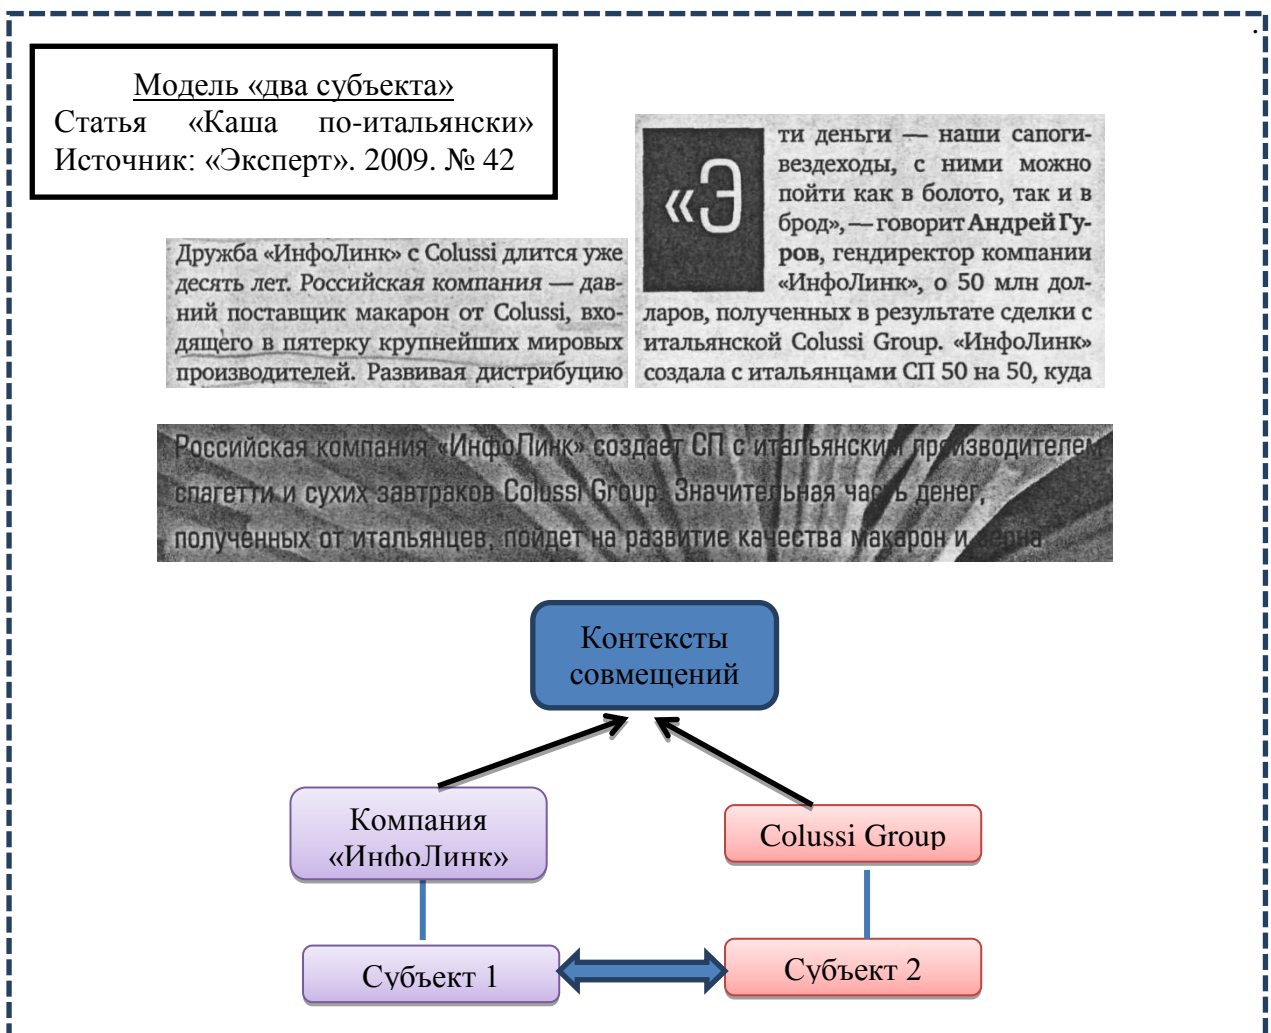 Модель «два субъекта»
Статья «Каша по-итальянски»
Источник: «Эксперт». 2009. № 42
Дружба «ИнфоЛинк» с Colussi длится уже
десять лет. Российская компания — дав-
ний поставщик макарон от Colussi, вхо-
дящего в пятерку крупнейших мировых
производителей. Развивая дистрибуцию
«Э
ти деньги — наши сапоги-
вездеходы, с ними можно
пойти как в болото, так и в
брод», — говорит Андрей Гу-
ров, гендиректор компании
«ИнфоЛинк», о 50 млн дол-
ларов, полученных в результате сделки с
итальянской Colussi Group. «ИнфоЛинк»
создала с итальянцами СП 50 на 50, куда
Российская компания «ИнфоЛинк» создает СП с итальянским производителем
спагетти и сухих завтраков Colussi Group. Значительная часть денег,
полученных от итальянцев, пойдет на развитие качества макарон и зерна
Контексты
совмещений
Компания
«ИнфоЛинк»
Colussi Group
Субъект 1
Субъект 2